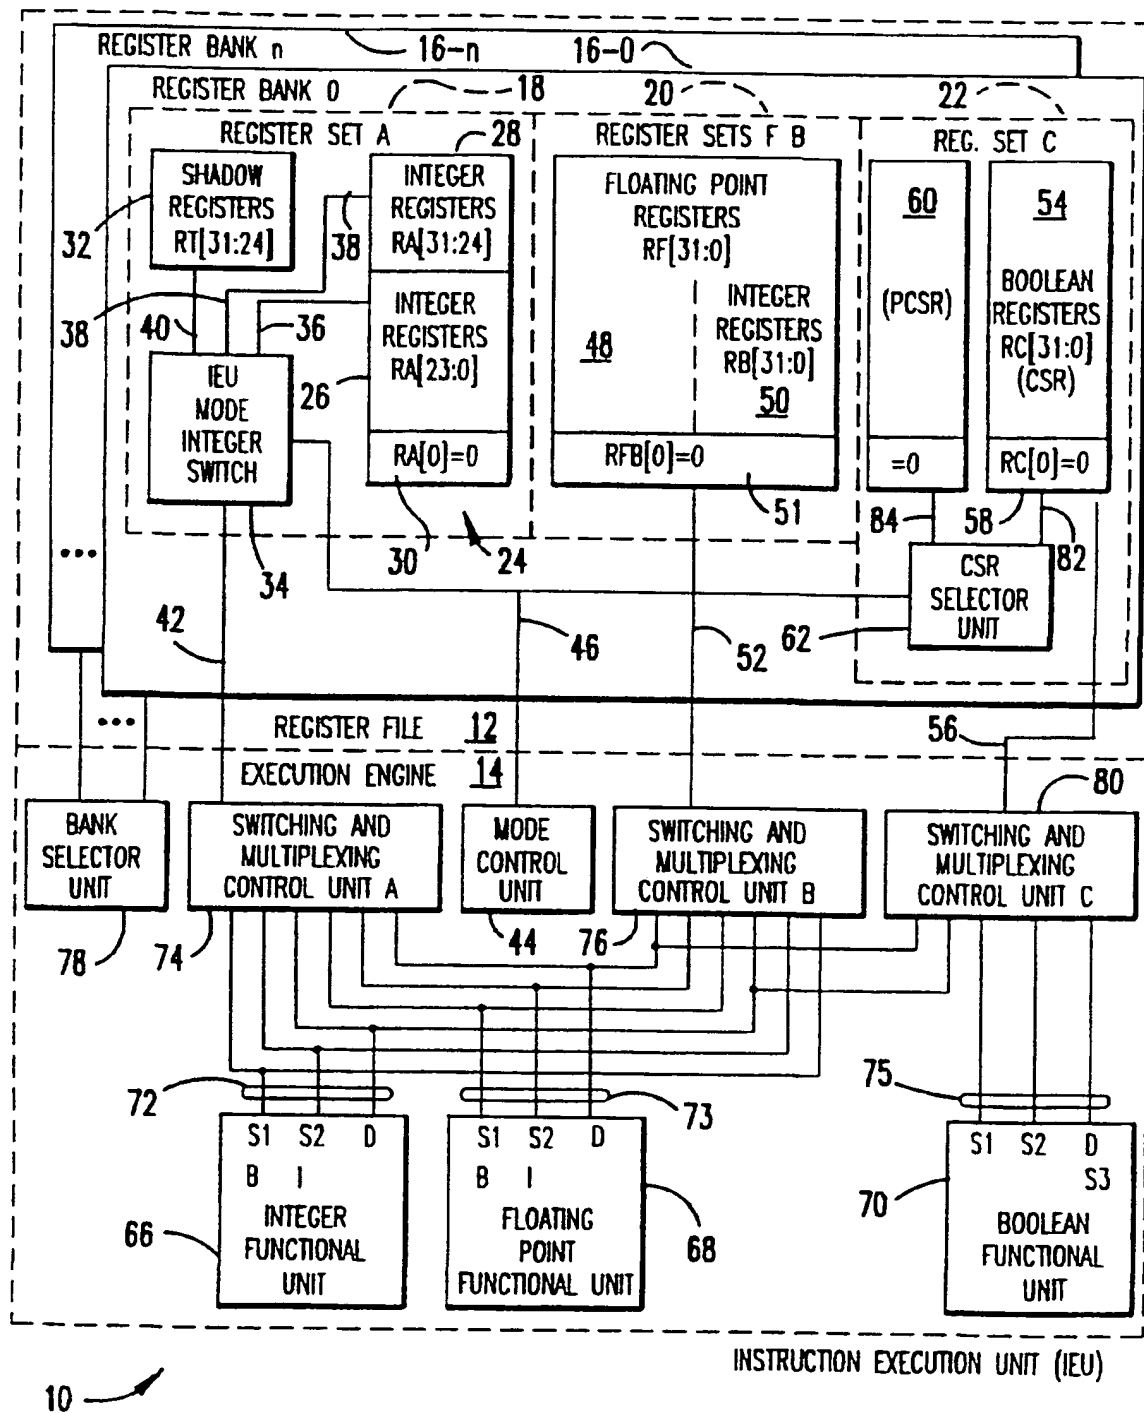 REGISTER BANK n
16-n
16-0
REGISTER BANK 0
18
20
22
REGISTER SET A
28
REGISTER SETS F B
REG. SET C
SHADOW
REGISTERS
RT[31:24]
32
38
INTEGER
REGISTERS
RA[31:24]
FLOATING POINT
REGISTERS
RF[31:0]
60
54
(PCSR)
BOOLEAN
REGISTERS
RC[31:0]
(CSR)
38
40
36
INTEGER
REGISTERS
RA[23:0]
26
48
INTEGER
REGISTERS
RB[31:0]
50
IEU
MODE
INTEGER
SWITCH
RA[0]=0
RFB[0]=0
=0
RC[0]=0
51
84
58
82
...
34
30
24
CSR
SELECTOR
UNIT
42
46
52
62
...
REGISTER FILE 12
56
EXECUTION ENGINE 14
80
BANK
SELECTOR
UNIT
SWITCHING AND
MULTIPLEXING
CONTROL UNIT A
MODE
CONTROL
UNIT
SWITCHING AND
MULTIPLEXING
CONTROL UNIT B
SWITCHING AND
MULTIPLEXING
CONTROL UNIT C
78
74
44
76
72
73
75
S1 S2 D
B I
INTEGER
FUNCTIONAL
UNIT
66
S1 S2 D
B I
FLOATING
POINT
FUNCTIONAL UNIT
68
S1 S2 D
S3
BOOLEAN
FUNCTIONAL
UNIT
70
INSTRUCTION EXECUTION UNIT (IEU)
10